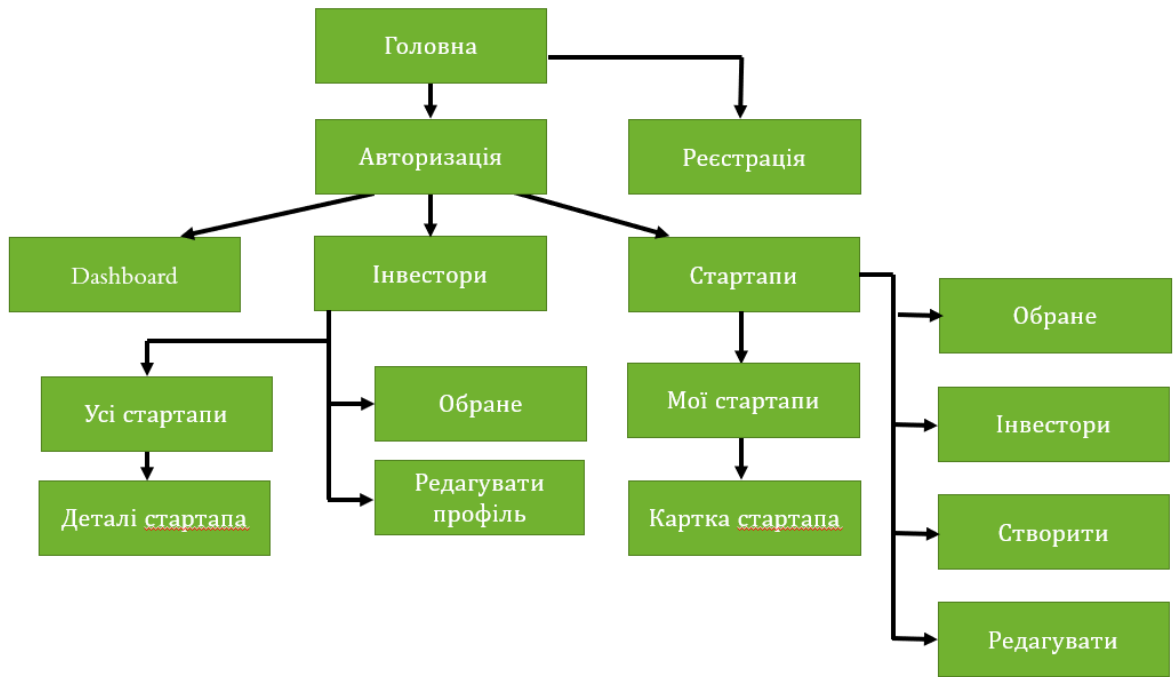 Головна
Авторизація
Реєстрація
Dashboard
Інвестори
Стартапи
Обране
Усі стартапи
Обране
Мої стартапи
Інвестори
Деталі стартапа
Редагувати
профіль
Картка стартапа
Створити
Редагувати